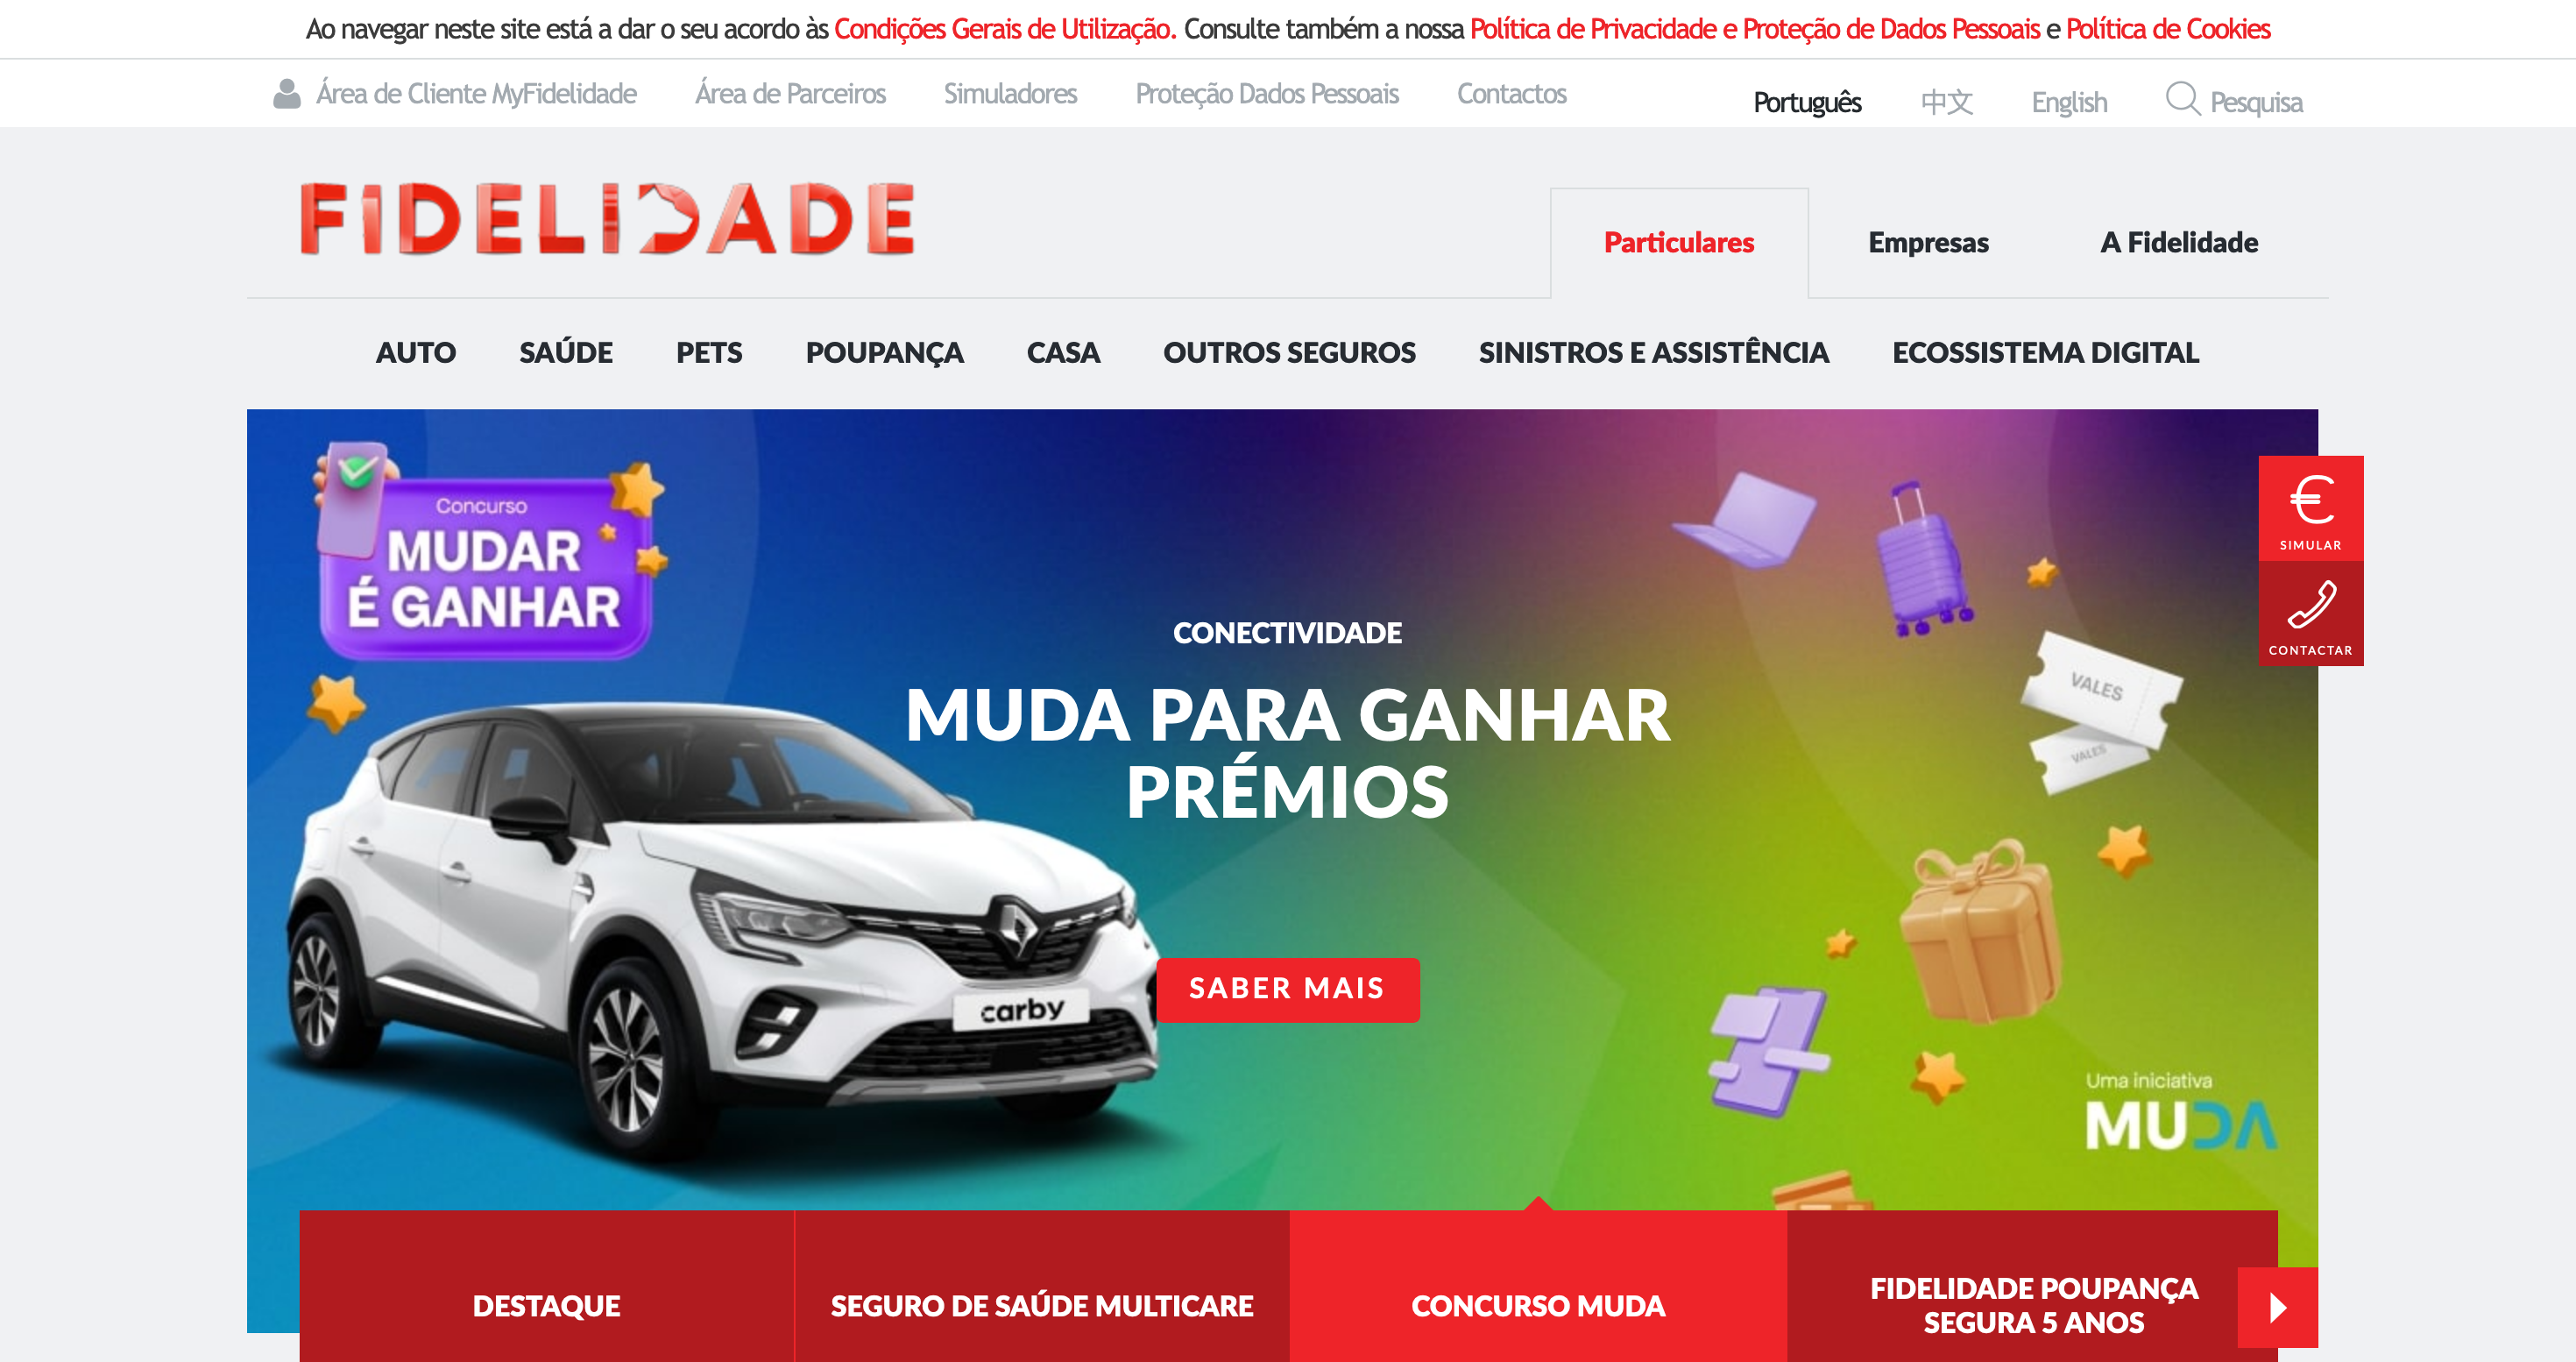 Ao navegar neste site está a dar o seu acordo às Condições Gerais de Utilização. Consulte também a nossa Política de Privacidade e Proteção de Dados Pessoais e Política de Cookies
Área de Cliente MyFidelidade Área de Parceiros Simuladores Proteção Dados Pessoais Contactos Português 中文 English Pesquisa
FIDELIDADE
Particulares Empresas A Fidelidade
AUTO SAÚDE PETS POUPANÇA CASA OUTROS SEGUROS SINISTROS E ASSISTÊNCIA ECOSSISTEMA DIGITAL
Concurso
MUDAR
É GANHAR
€
SIMULAR
CONTACTAR
CONECTIVIDADE
MUDA PARA GANHAR
PRÉMIOS
VALES
VALES
SABER MAIS
carby
Uma iniciativa
MUDA
DESTAQUE
SEGURO DE SAÚDE MULTICARE
CONCURSO MUDA
FIDELIDADE POUPANÇA
SEGURA 5 ANOS